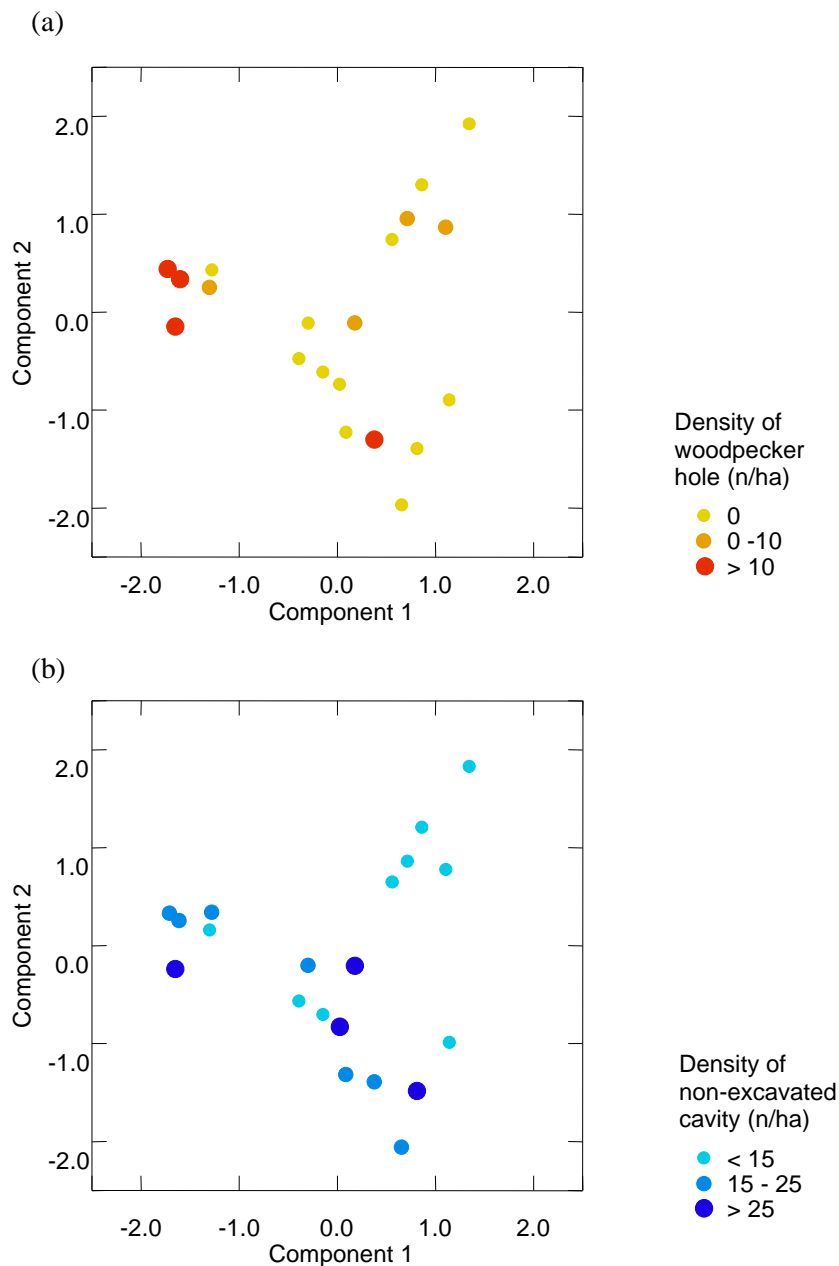 (a)
2.0
1.0
0.0
-1.0
-2.0
Component 2
-2.0 -1.0 0.0 1.0 2.0
Component 1
Density of
woodpecker
hole (n/ha)
0
0 -10
> 10
(b)
2.0
1.0
0.0
-1.0
-2.0
Component 2
-2.0 -1.0 0.0 1.0 2.0
Component 1
Density of
non-excavated
cavity (n/ha)
< 15
15 - 25
> 25